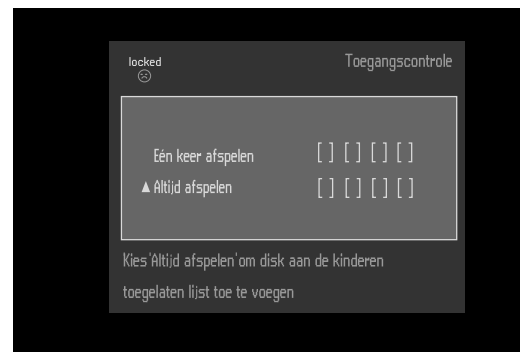 locked
Toegangscontrole
Eén keer afspelen [ ] [ ] [ ] [ ]
▲ Altijd afspelen [ ] [ ] [ ] [ ]
Kies 'Altijd afspelen' om disk aan de kinderen
toegelaten lijst toe te voegen